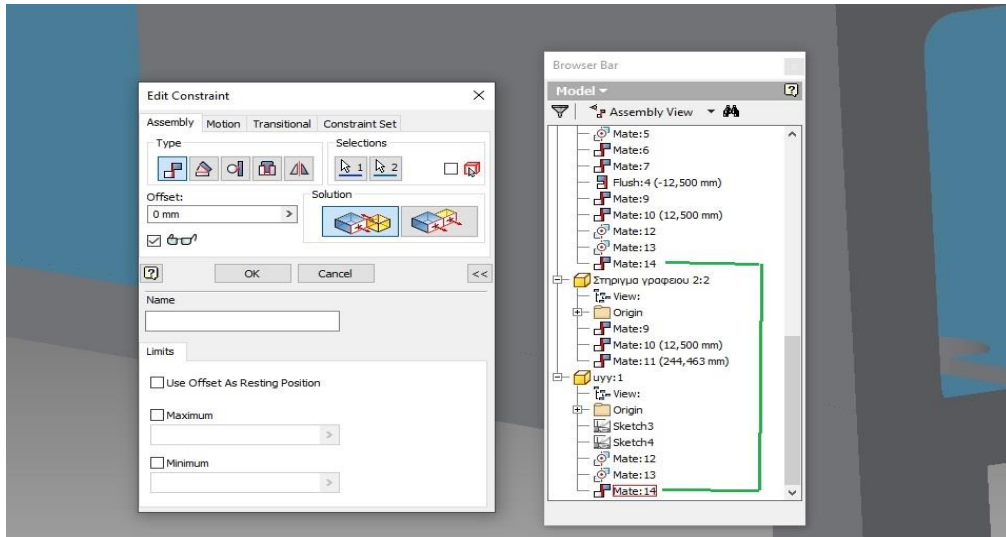 Edit Constraint
Assembly Motion Transitional Constraint Set
Type
Selections
1 2
Offset:
0 mm
Solution
OK Cancel <<
Name
Limits
Use Offset As Resting Position
Maximum
Minimum
Browser Bar
Model
Assembly View
Mate:5
Mate:6
Mate:7
Flush:4 (-12,500 mm)
Mate:9
Mate:10 (12,500 mm)
Mate:12
Mate:13
Mate:14
Στηριγμα γραφειου 2:2
View:
Origin
Mate:9
Mate:10 (12,500 mm)
Mate:11 (244,463 mm)
uyy:1
View:
Origin
Sketch3
Sketch4
Mate:12
Mate:13
Mate:14